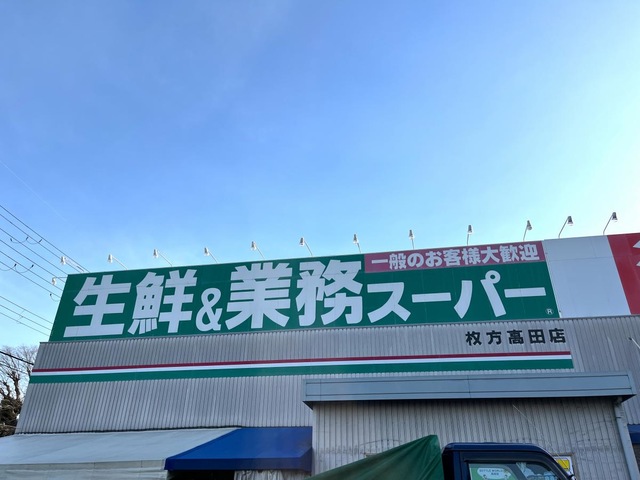 一般のお客様大歓迎
生鮮&業務スーパー®
枚方高田店